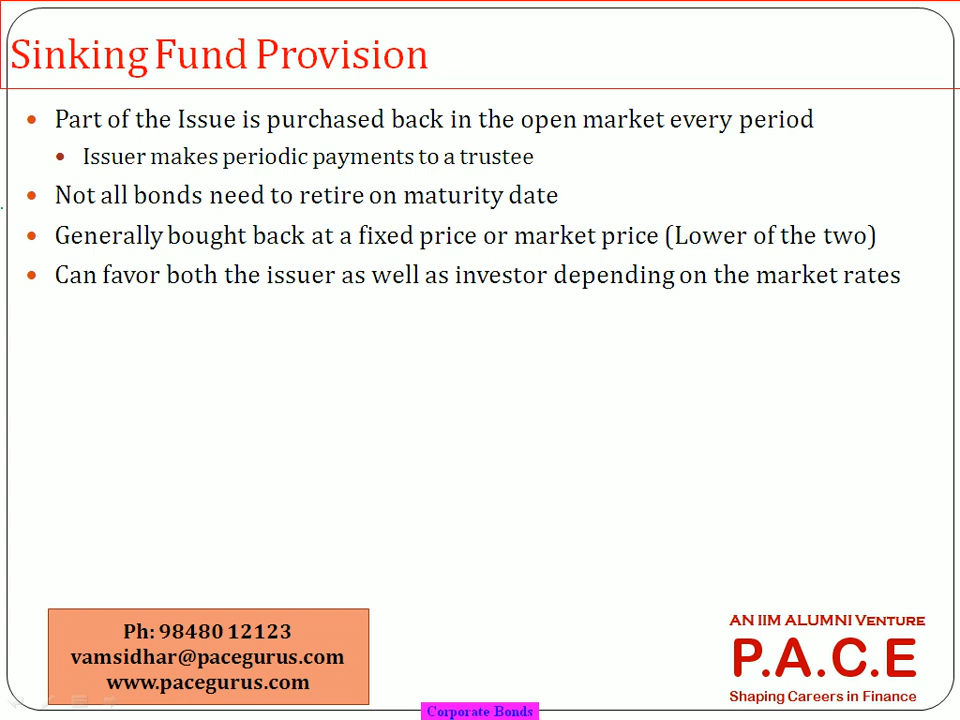 Sinking Fund Provision
Part of the Issue is purchased back in the open market every period
Issuer makes periodic payments to a trustee
Not all bonds need to retire on maturity date
Generally bought back at a fixed price or market price (Lower of the two)
Can favor both the issuer as well as investor depending on the market rates
Ph: 98480 12123
vamsidhar@pacegurus.com
www.pacegurus.com
AN IIM ALUMNI VENTURE
P.A.C.E
Shaping Careers in Finance
Corporate Bonds